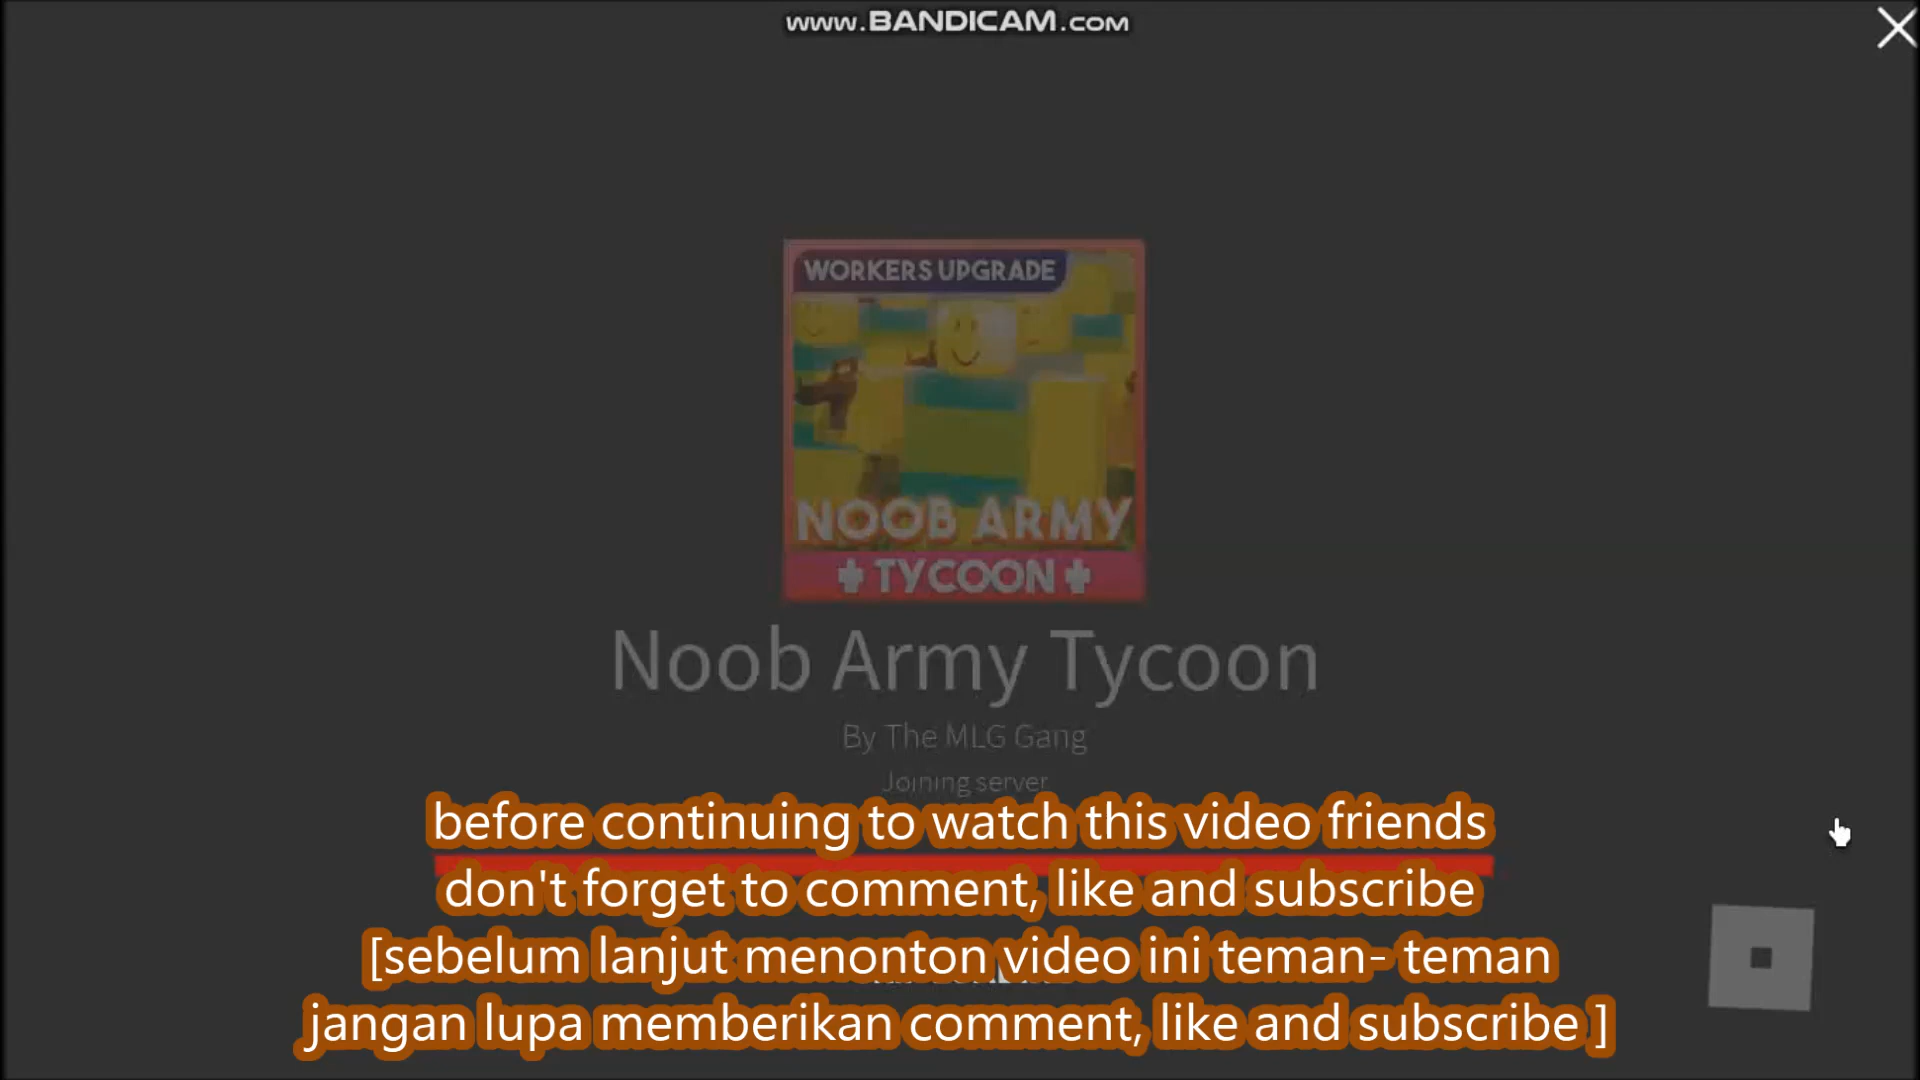 www.BANDICAM.com
WORKERS UPGRADE
NOOB ARMY
TYCOON
Noob Army Tycoon
By The MLG Gang
Joining server
before continuing to watch this video friends
don't forget to comment, like and subscribe
[sebelum lanjut menonton video ini teman- teman
jangan lupa memberikan comment, like and subscribe ]